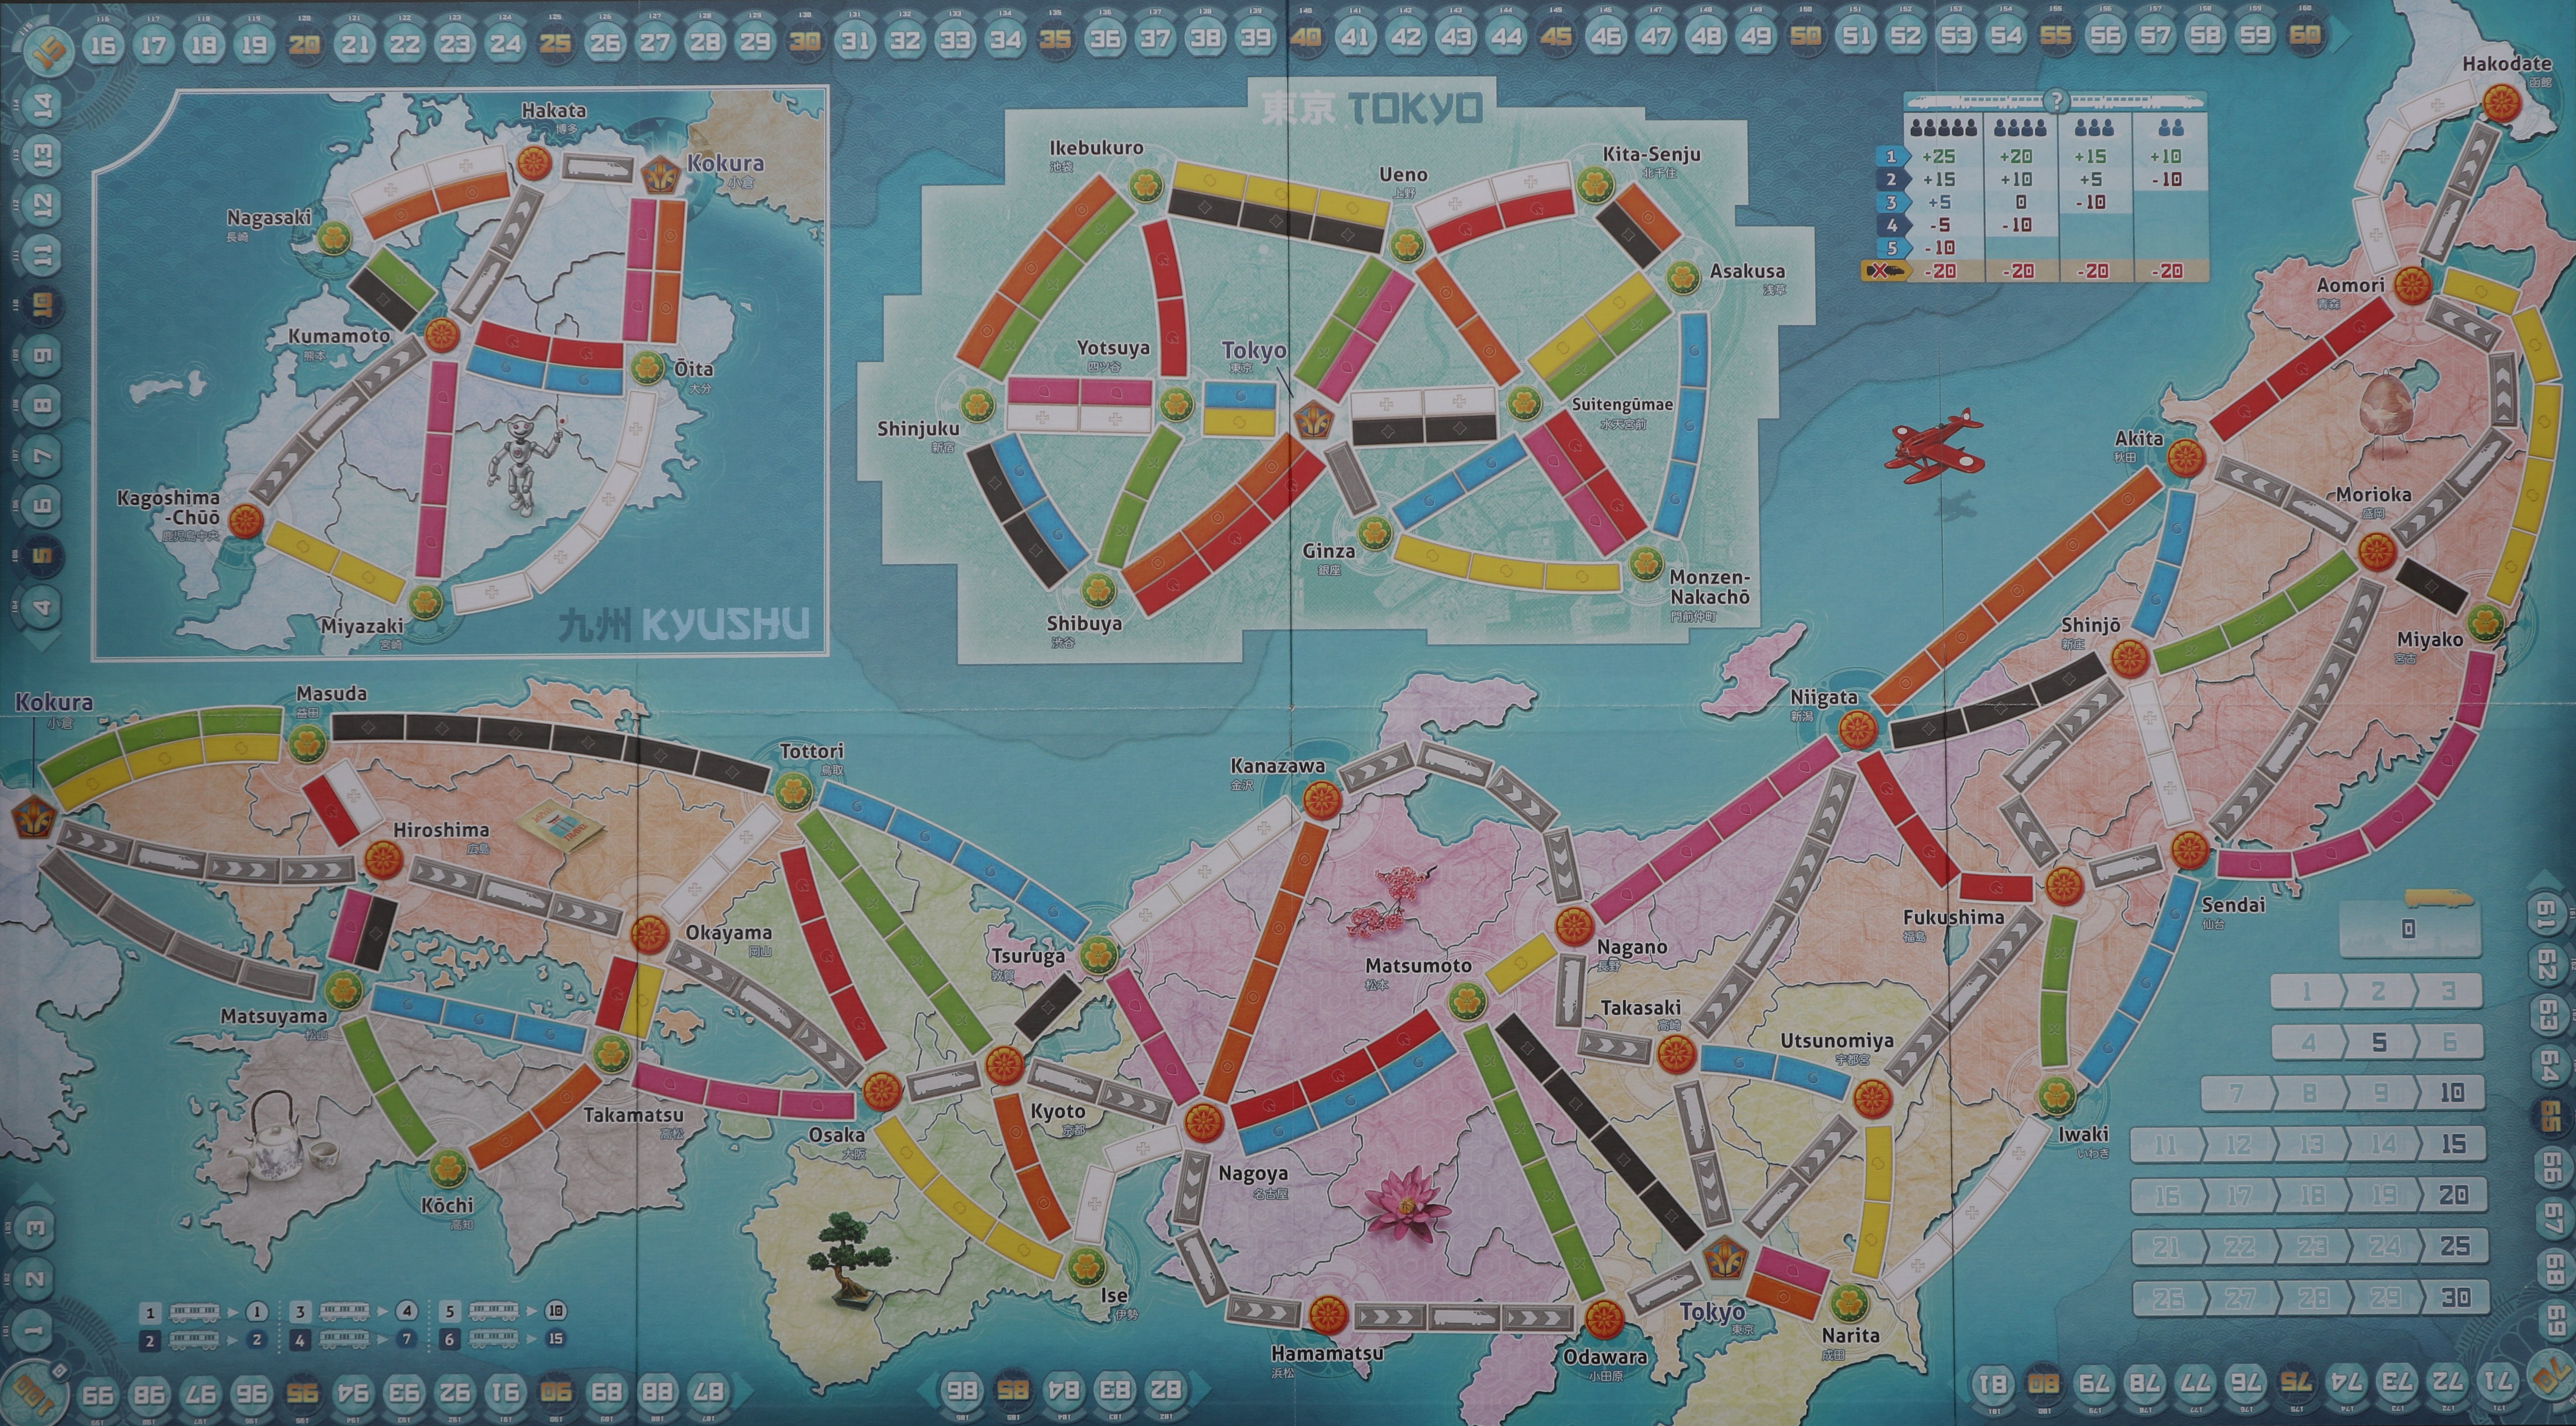 15 16 17 18 19 20 21 22 23 24 25 26 27 28 29 30 31 32 33 34 35 36 37 38 39 40 41 42 43 44 45 46 47 48 49 50 51 52 53 54 55 56 57 58 59 60
14
13
12
11
10
9
8
7
6
5
4
Hakata
博多
Kokura
小倉
Nagasaki
長崎
Kumamoto
熊本
Ōita
大分
Kagoshima
-Chūō
鹿児島中央
Miyazaki
宮崎
九州 KYUSHU
東京 TOKYO
Ikebukuro
池袋
Ueno
上野
Kita-Senju
北千住
Asakusa
浅草
Yotsuya
四ツ谷
Tokyo
東京
Shinjuku
新宿
Suitengūmae
水天宮前
Ginza
銀座
Monzen-
Nakachō
門前仲町
Shibuya
渋谷
?
1 +25 +20 +15 +10
2 +15 +10 +5 -10
3 +5 0 -10
4 -5 -10
5 -10
-20 -20 -20 -20
Hakodate
函館
Aomori
青森
Akita
秋田
Morioka
盛岡
Shinjō
新庄
Miyako
宮古
Niigata
新潟
Kokura
小倉
Masuda
益田
Tottori
鳥取
Kanazawa
金沢
Hiroshima
広島
Okayama
岡山
Tsuruga
敦賀
Matsumoto
松本
Nagano
長野
Fukushima
福島
Sendai
仙台
Matsuyama
松山
Takasaki
高崎
Utsunomiya
宇都宮
Takamatsu
高松
Osaka
大阪
Kyoto
京都
Iwaki
いわき
Nagoya
名古屋
Kōchi
高知
Ise
伊勢
Tokyo
東京
Narita
成田
Hamamatsu
浜松
Odawara
小田原
0
1 2 3
4 5 6
7 8 9 10
11 12 13 14 15
16 17 18 19 20
21 22 23 24 25
26 27 28 29 30
61
62
63
64
65
66
67
68
69
70
3
2
1
1 1 3 4 5 10
2 2 4 7 6 15
100 0 99 98 97 96 95 94 93 92 91 90 89 88 87 86 85 84 83 82 81 80 79 78 77 76 75 74 73 72 71